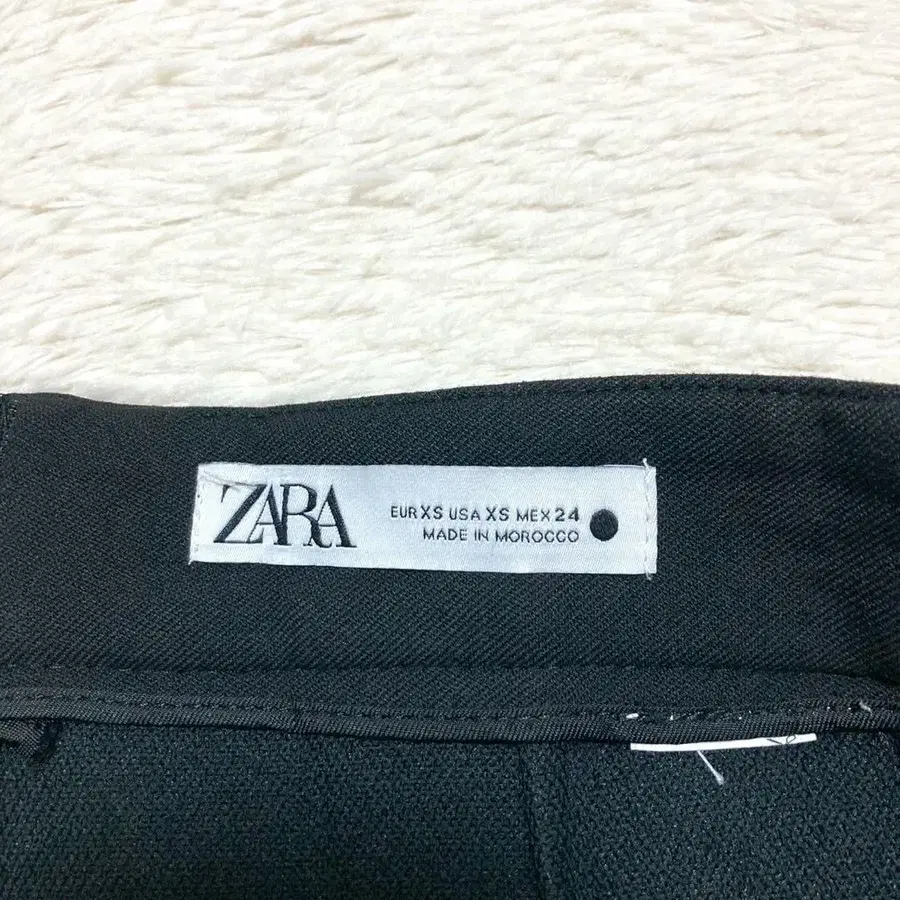 ZARA
EUR XS USA XS MEX 24
MADE IN MOROCCO